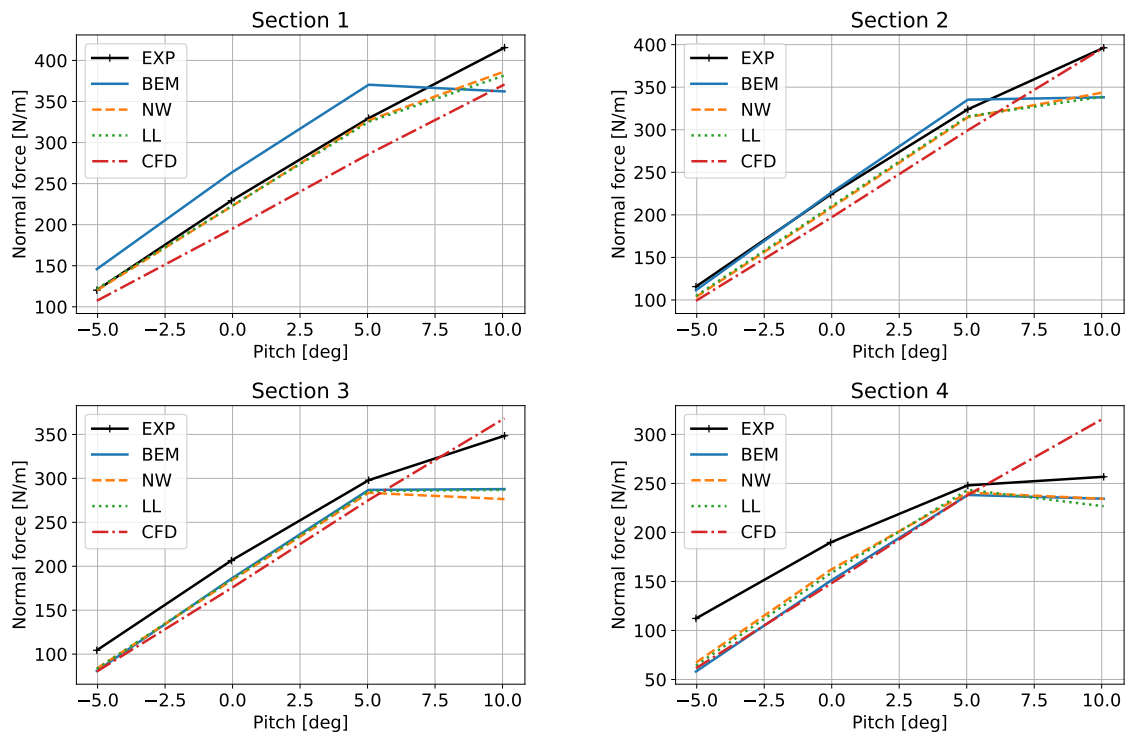 Section 1
Normal force [N/m]
400
350
300
250
200
150
100
EXP
BEM
NW
LL
CFD
−5.0 −2.5 0.0 2.5 5.0 7.5 10.0
Pitch [deg]
Section 2
Normal force [N/m]
400
350
300
250
200
150
100
EXP
BEM
NW
LL
CFD
−5.0 −2.5 0.0 2.5 5.0 7.5 10.0
Pitch [deg]
Section 3
Normal force [N/m]
350
300
250
200
150
100
EXP
BEM
NW
LL
CFD
−5.0 −2.5 0.0 2.5 5.0 7.5 10.0
Pitch [deg]
Section 4
Normal force [N/m]
300
250
200
150
100
50
EXP
BEM
NW
LL
CFD
−5.0 −2.5 0.0 2.5 5.0 7.5 10.0
Pitch [deg]